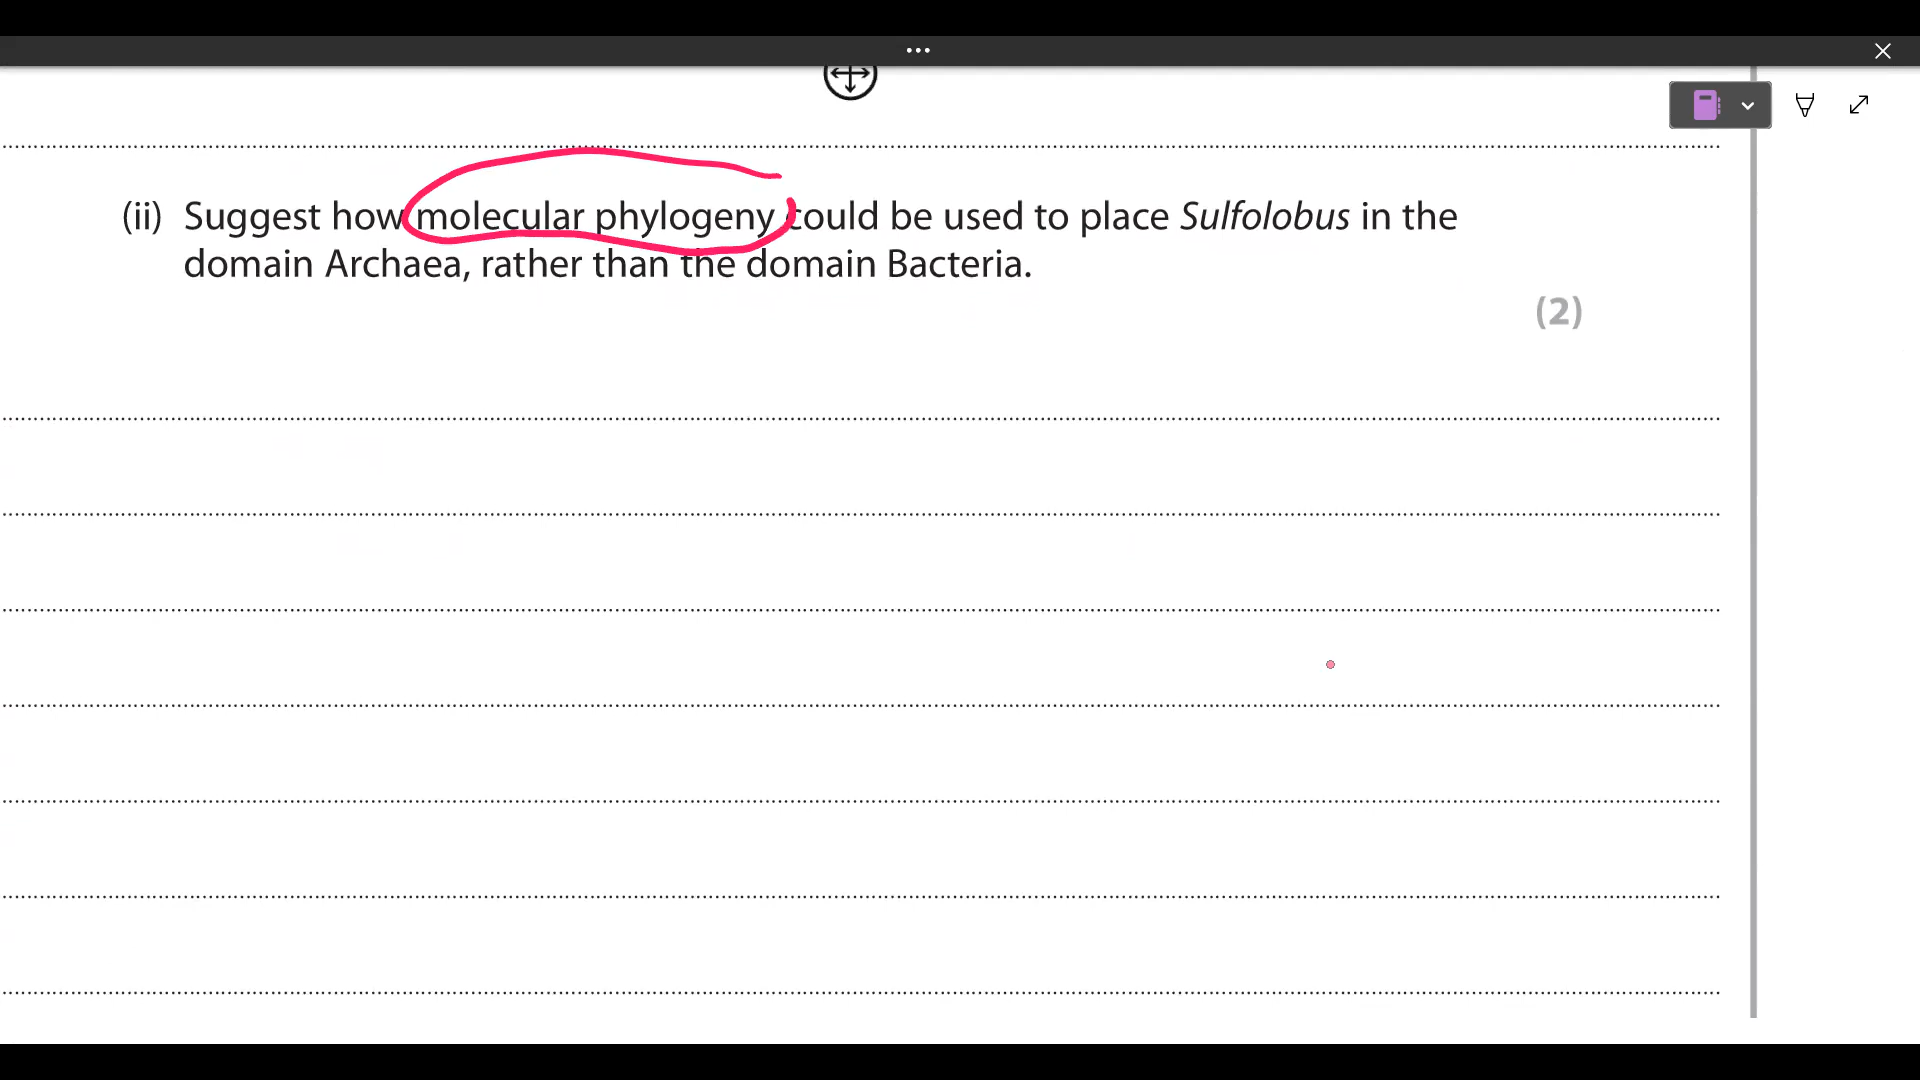 (ii) Suggest how molecular phylogeny could be used to place Sulfolobus in the
domain Archaea, rather than the domain Bacteria.
(2)